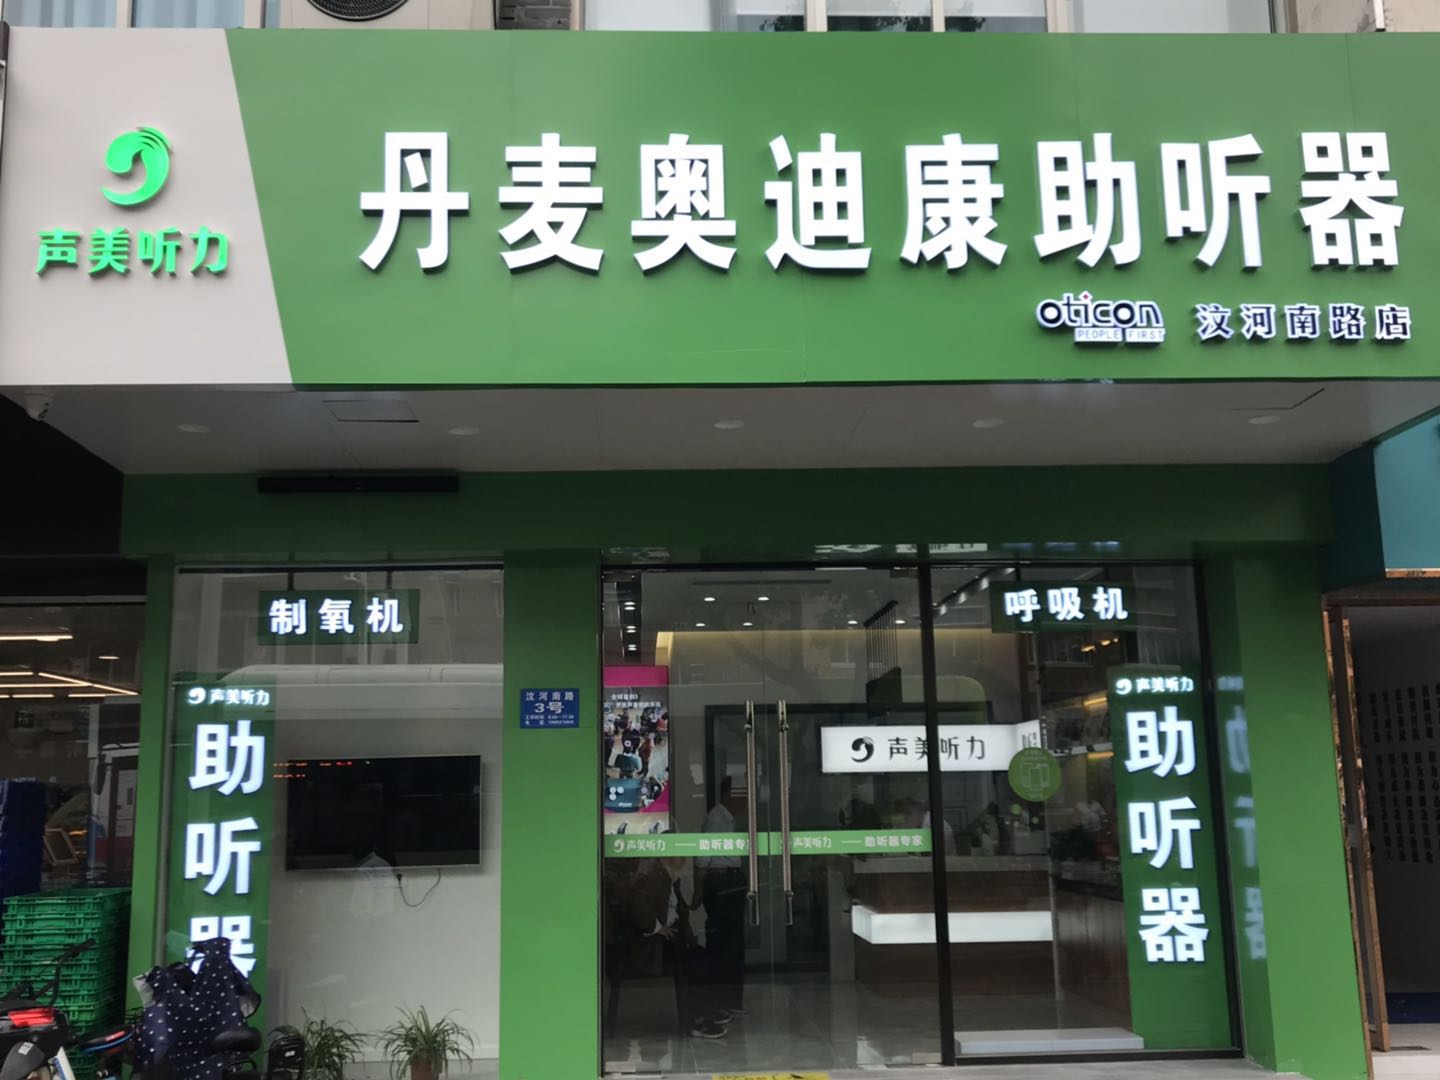 声美听力
丹麦奥迪康助听器
oticon
PEOPLE FIRST
汶河南路店
制氧机
呼吸机
声美听力
助听器
汶河南路
3号
声美听力
oticon
声美听力 —— 助听器专家
声美听力 —— 助听器专家
声美听力
助听器